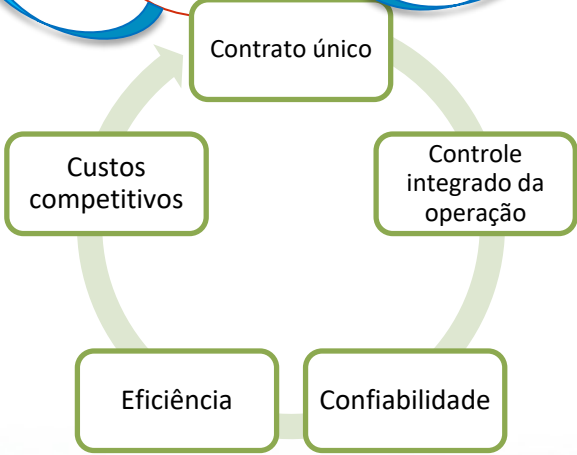 Contrato único
Controle
integrado da
operação
Confiabilidade
Eficiência
Custos
competitivos